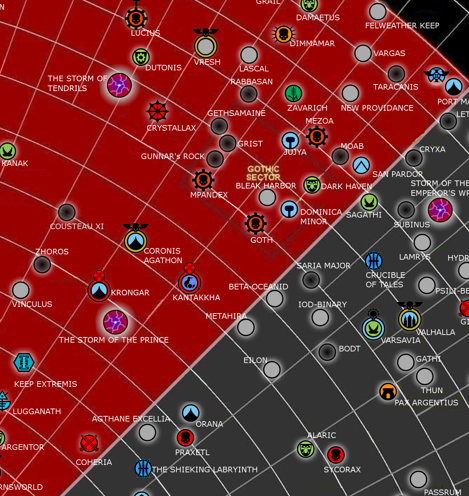 GRAIL
DAMAETUS
FELWEATHER KEEP
LUCIUS
DIMMAMAR
DUTONIS
VRESH
LASCAL
VARGAS
THE STORM OF
TENDRILS
RABBASAN
TARACANIS
PORT MA
ZAVARICH
NEW PROVIDANCE
GETHSAMAINE
LET
CRYSTALLAX
MEZOA
GRIST
JUJYA
MOAB
CRYXA
KANAK
GUNNAR'S ROCK
GOTHIC
SECTOR
SAN PARDOR
MPANDEX
BLEAK HARBOR
DARK HAVEN
STORM OF THE
EMPEROR'S WR
COUSTEAU XI
DOMINICA
MINOR
SAGATHI
SUBINUS
GOTH
CORONIS
AGATHON
ZHOROS
LAMRYS
HYDR
SARIA MAJOR
CRUCIBLE
OF TALES
BETA-OCEANID
PSILI-BE
VINCULUS
KRONGAR
KANTAKKHA
IOD-BINARY
METAHIRA
GI
VALHALLA
THE STORM OF THE PRINCE
VARSAVIA
BODT
EILON
GATHI
KEEP EXTREMIS
THUN
PAX ARGENTIUS
LUGGANATH
AGTHANE EXCELLIA
ORANA
ALARIC
ARGENTOR
COHERIA
PRAXETL
SYCORAX
THE SHIEKING LABRYINTH
RNSWORLD
PASSRUM